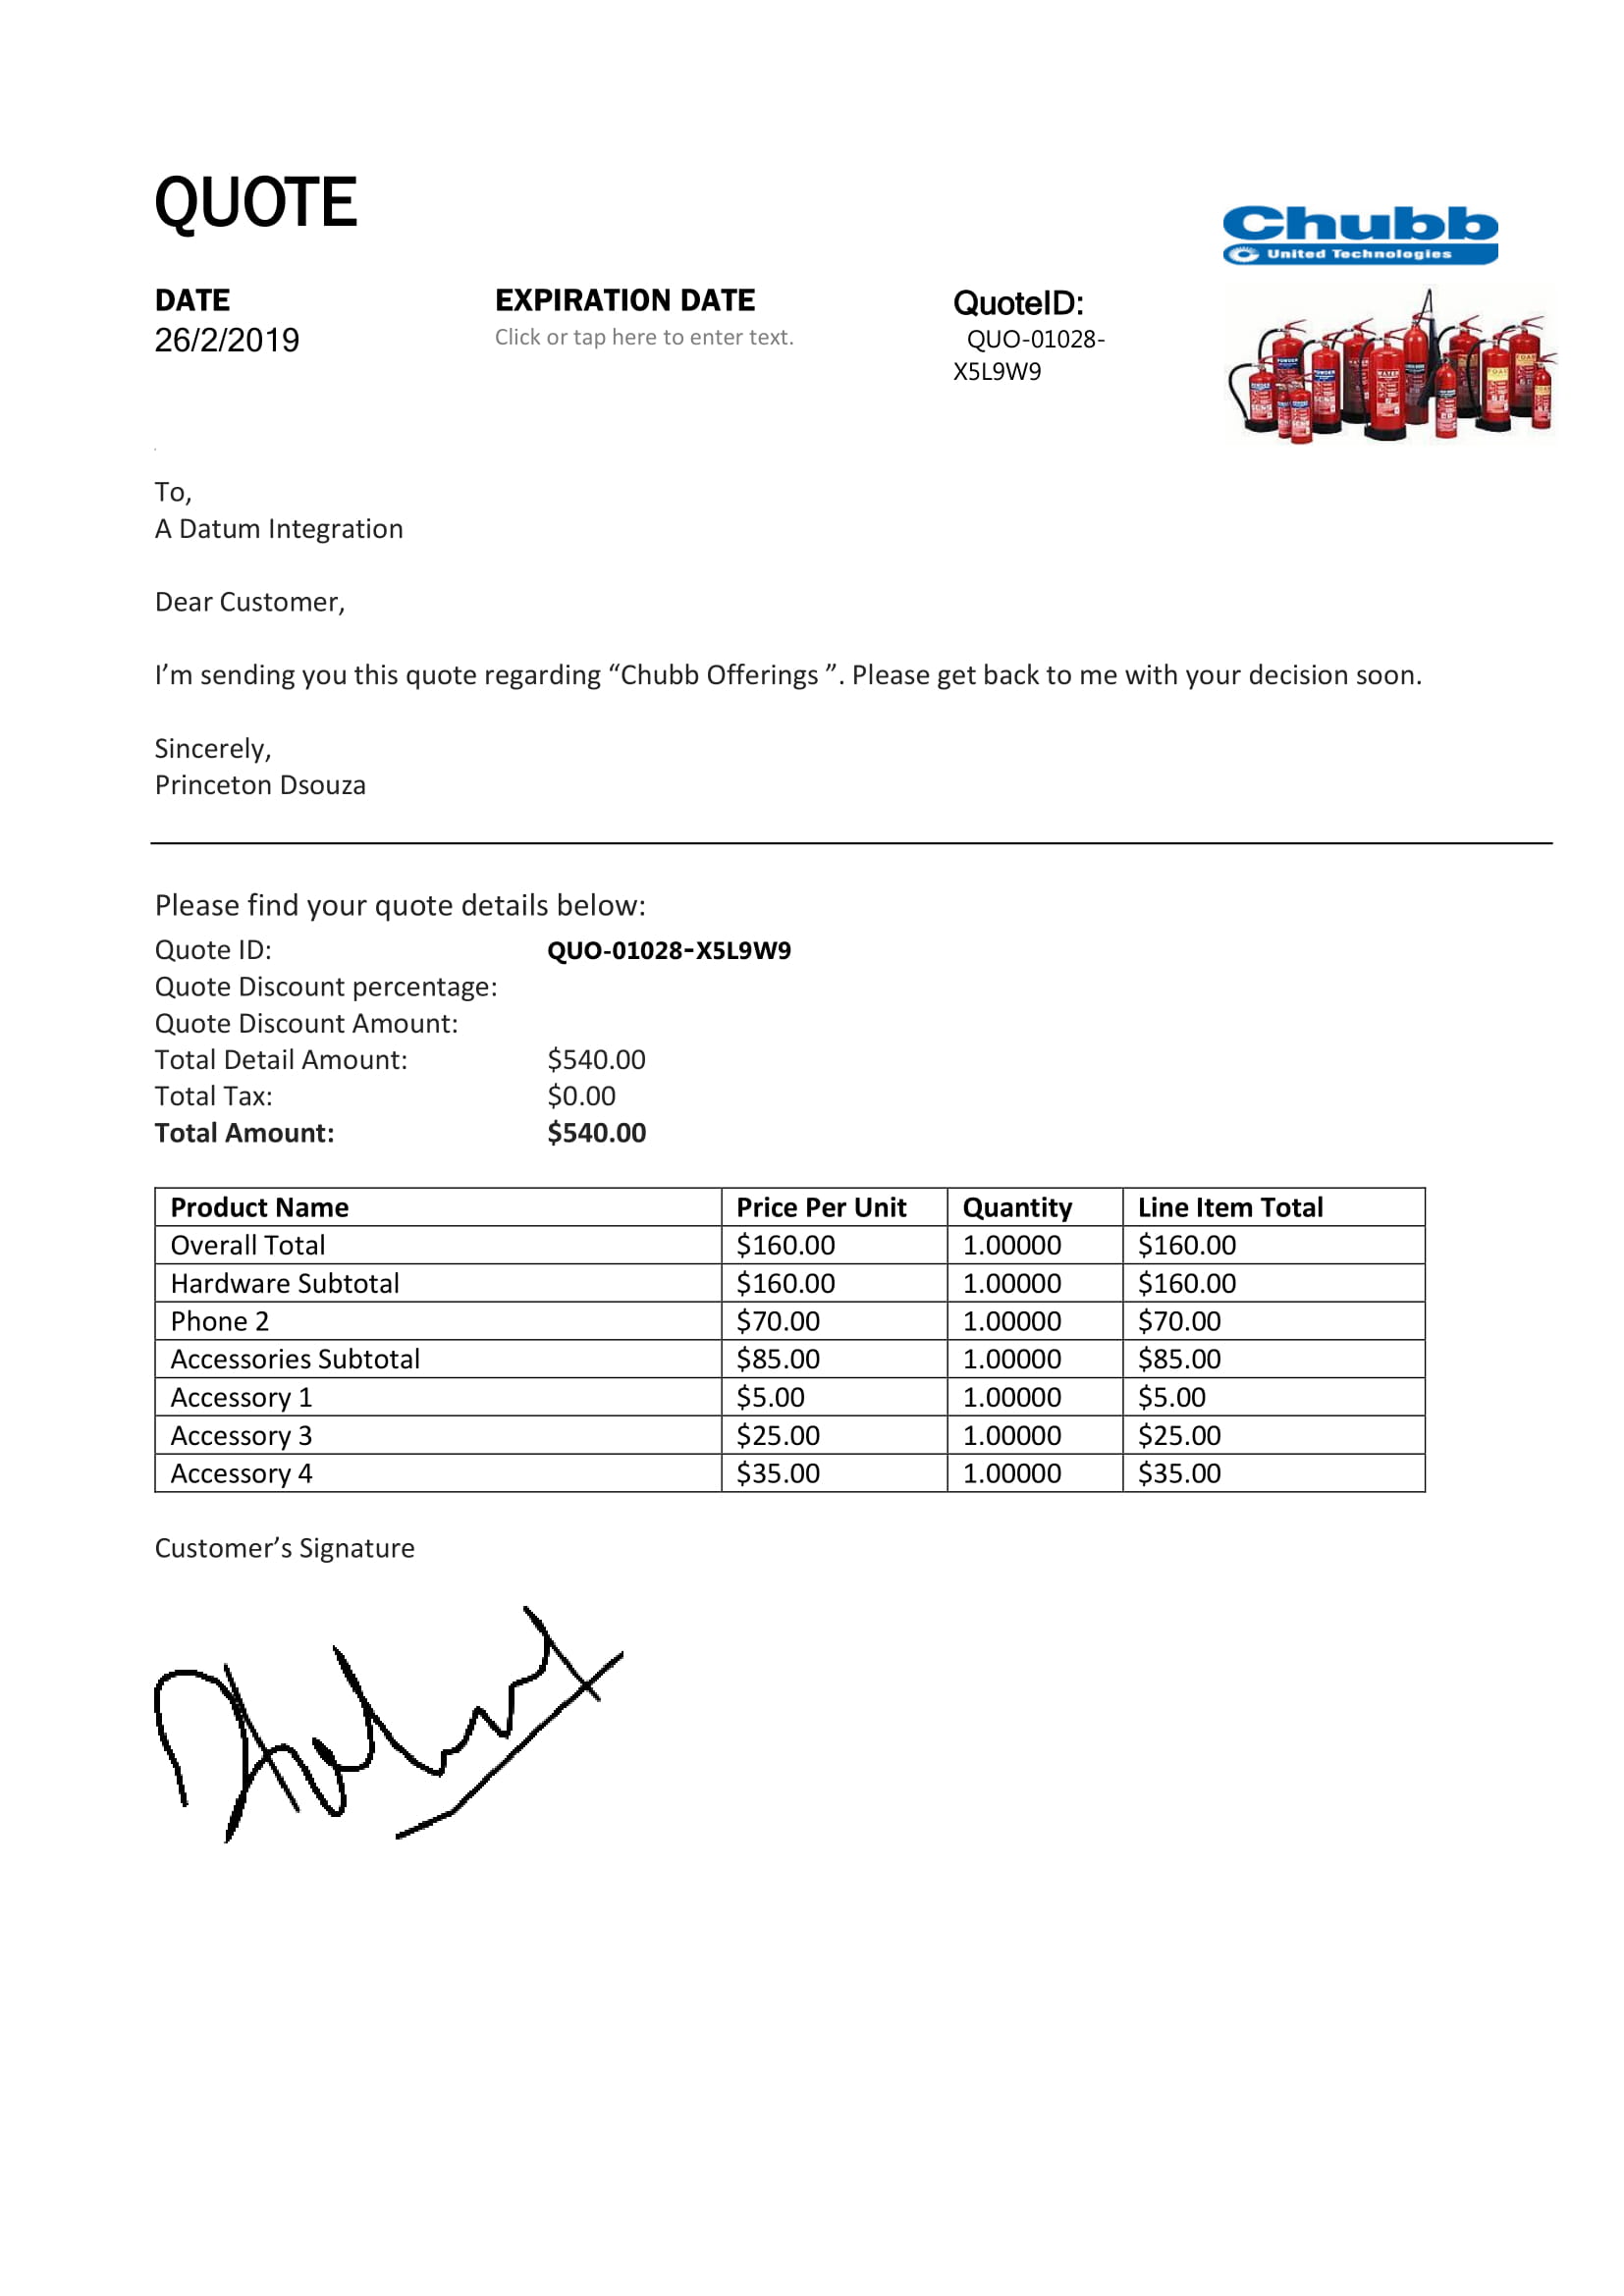 QUOTE
Chubb
United Technologies
DATE
26/2/2019
EXPIRATION DATE
Click or tap here to enter text.
QuoteID:
QUO-01028-
X5L9W9
To,
A Datum Integration
Dear Customer,
I’m sending you this quote regarding “Chubb Offerings ”. Please get back to me with your decision soon.
Sincerely,
Princeton Dsouza
Please find your quote details below:
Quote ID: QUO-01028-X5L9W9
Quote Discount percentage:
Quote Discount Amount:
Total Detail Amount: $540.00
Total Tax: $0.00
Total Amount: $540.00
Product Name Price Per Unit Quantity Line Item Total
Overall Total $160.00 1.00000 $160.00
Hardware Subtotal $160.00 1.00000 $160.00
Phone 2 $70.00 1.00000 $70.00
Accessories Subtotal $85.00 1.00000 $85.00
Accessory 1 $5.00 1.00000 $5.00
Accessory 3 $25.00 1.00000 $25.00
Accessory 4 $35.00 1.00000 $35.00
Customer’s Signature